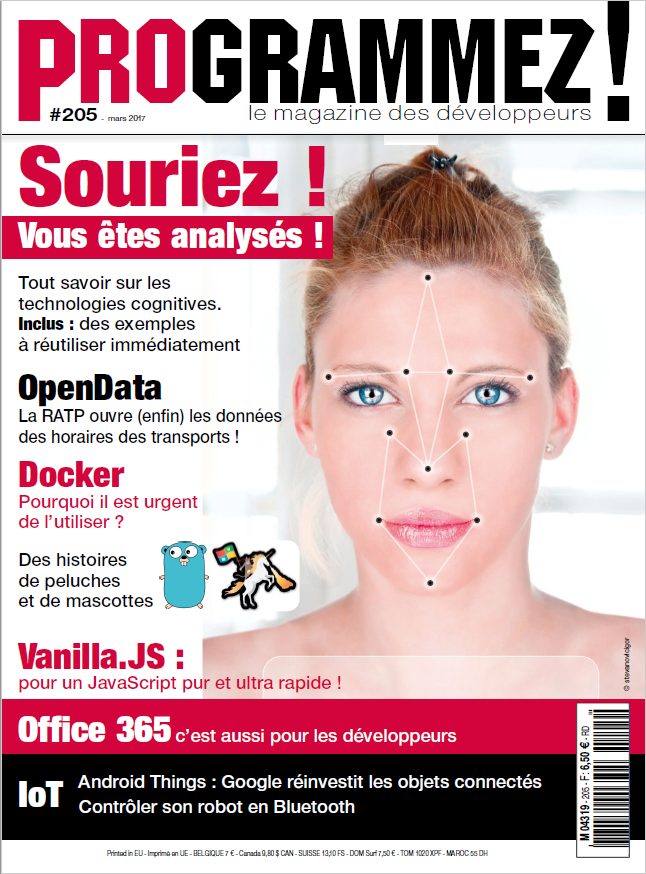 PROGRAMMEZ!
#205 - mars 2017
le magazine des développeurs
Souriez !
Vous êtes analysés !
Tout savoir sur les
technologies cognitives.
Inclus : des exemples
à réutiliser immédiatement
OpenData
La RATP ouvre (enfin) les données
des horaires des transports !
Docker
Pourquoi il est urgent
de l'utiliser ?
Des histoires
de peluches
et de mascottes
Vanilla.JS :
pour un JavaScript pur et ultra rapide !
© stevanovicigor
Office 365 c'est aussi pour les développeurs
IoT
Android Things : Google réinvestit les objets connectés
Contrôler son robot en Bluetooth
M 04319 - 205 - F: 6,50 € - RD
Printed in EU - Imprimé en UE - BELGIQUE 7 € - Canada 9,80 $ CAN - SUISSE 13,10 FS - DOM Surf 7,50 € - TOM 1020 XPF - MAROC 55 DH